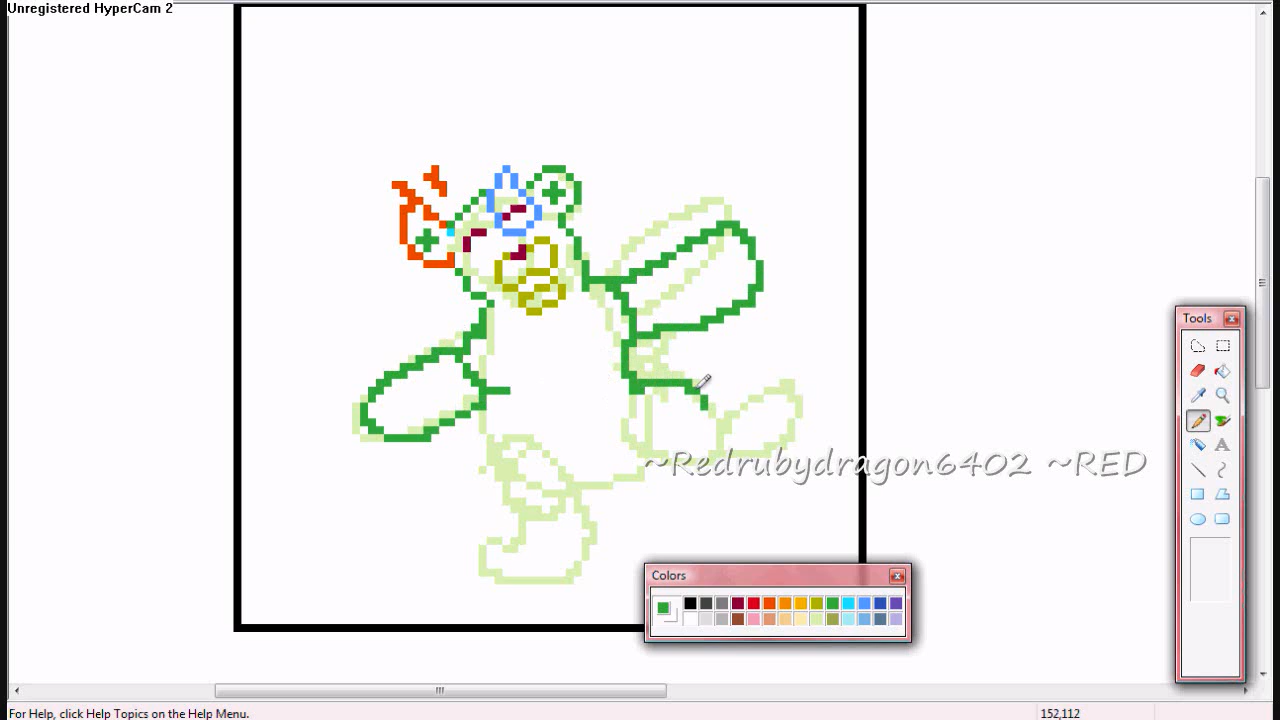 Unregistered HyperCam 2
Tools
A
~Redrubydragon6402 ~RED
Colors
For Help, click Help Topics on the Help Menu.
152,112